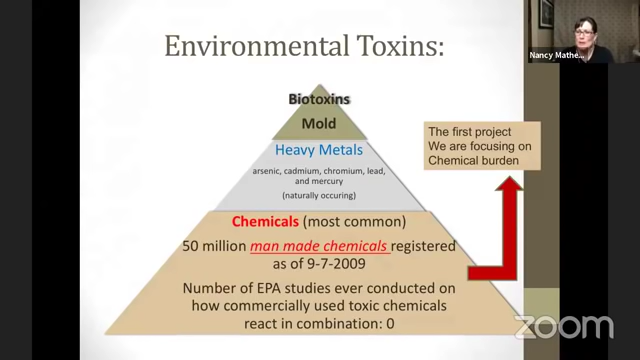 Environmental Toxins:
Nancy Mathe...
Biotoxins
Mold
Heavy Metals
arsenic, cadmium, chromium, lead,
and mercury
(naturally occuring)
The first project
We are focusing on
Chemical burden
Chemicals (most common)
50 million man made chemicals registered
as of 9-7-2009
Number of EPA studies ever conducted on
how commercially used toxic chemicals
react in combination: 0
zoom